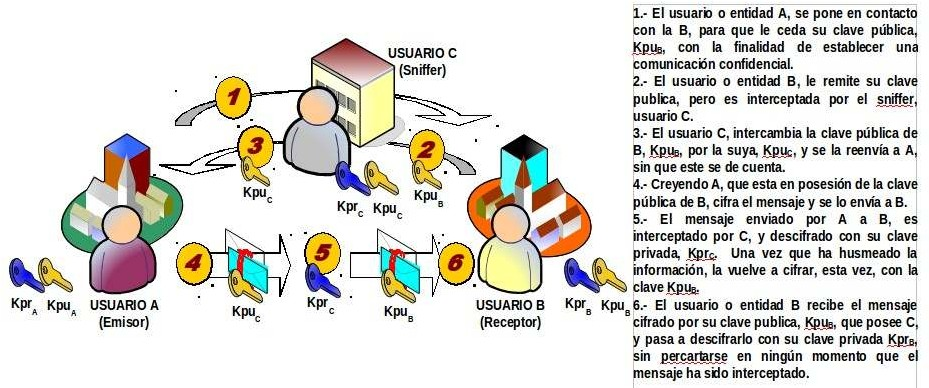 USUARIO C
(Sniffer)
1
3
2
Kpu C
Kpr C Kpu C
Kpu B
4
5
6
Kpr A Kpu A
USUARIO A
(Emisor)
Kpu C
Kpr C
Kpu B
USUARIO B
(Receptor)
Kpr B Kpu B
1.- El usuario o entidad A, se pone en contacto
con la B, para que le ceda su clave pública,
KpuB, con la finalidad de establecer una
comunicación confidencial.
2.- El usuario o entidad B, le remite su clave
publica, pero es interceptada por el sniffer,
usuario C.
3.- El usuario C, intercambia la clave pública de
B, KpuB, por la suya, KpuC, y se la reenvía a A,
sin que este se de cuenta.
4.- Creyendo A, que esta en posesión de la clave
pública de B, cifra el mensaje y se lo envía a B.
5.- El mensaje enviado por A a B, es
interceptado por C, y descifrado con su clave
privada, KprC. Una vez que ha husmeado la
información, la vuelve a cifrar, esta vez, con la
clave KpuB.
6.- El usuario o entidad B recibe el mensaje
cifrado por su clave publica, KpuB, que posee C,
y pasa a descifrarlo con su clave privada KprB,
sin percartarse en ningún momento que el
mensaje ha sido interceptado.